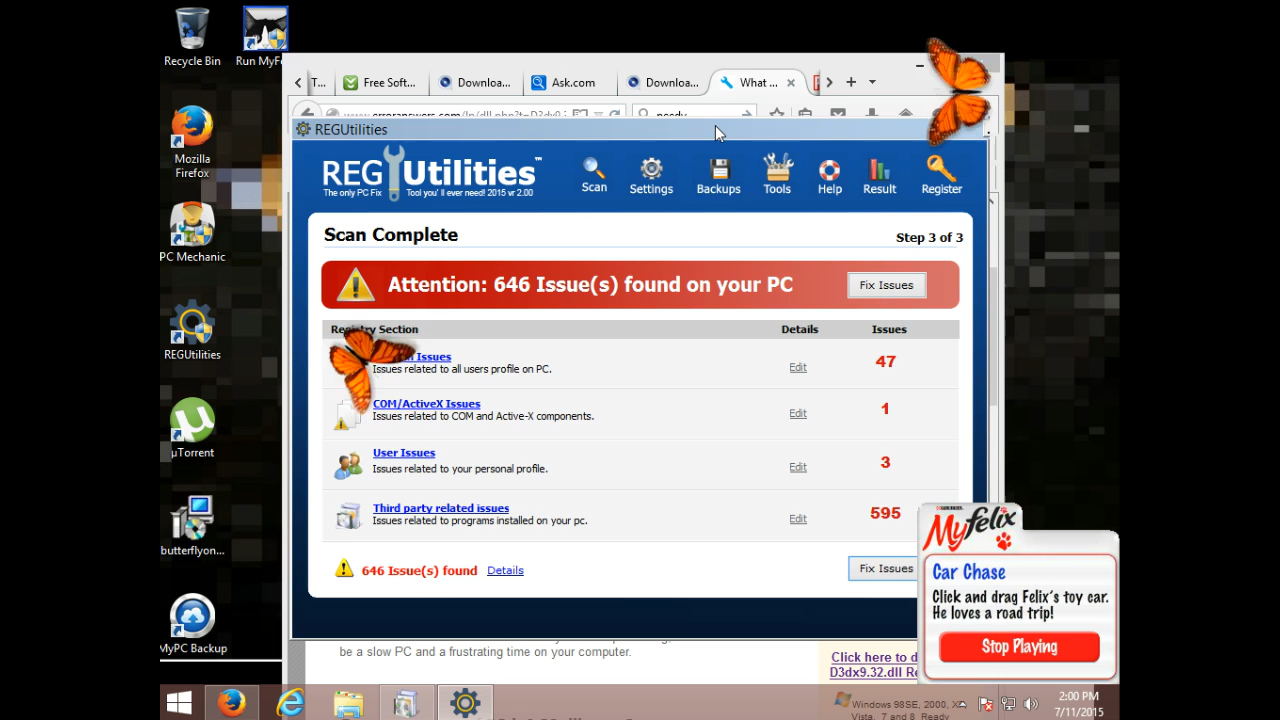 Recycle Bin
Run MyFe
Mozilla
Firefox
PC Mechanic
REGUtilities
µTorrent
butterflyon...
MyPC Backup
T...
Free Soft...
Downloa...
Ask.com
Downloa...
What ...
needy
REGUtilities
REGUtilities™
The only PC Fix Tool you' ll ever need! 2015 vr 2.00
Scan
Settings
Backups
Tools
Help
Result
Register
Scan Complete
Step 3 of 3
Attention: 646 Issue(s) found on your PC
Fix Issues
Registry Section
Details
Issues
Issues
Issues related to all users profile on PC.
Edit
47
COM/ActiveX Issues
Issues related to COM and Active-X components.
Edit
1
User Issues
Issues related to your personal profile.
Edit
3
Third party related issues
Issues related to programs installed on your pc.
Edit
595
646 Issue(s) found
Details
Fix Issues
be a slow PC and a frustrating time on your computer.
Click here to d
D3dx9.32.dll Re
PURINA
Myfelix
Car Chase
Click and drag Felix's toy car.
He loves a road trip!
Stop Playing
Windows 98SE, 2000, X
Vista, 7 and 8 Ready
2:00 PM
7/11/2015